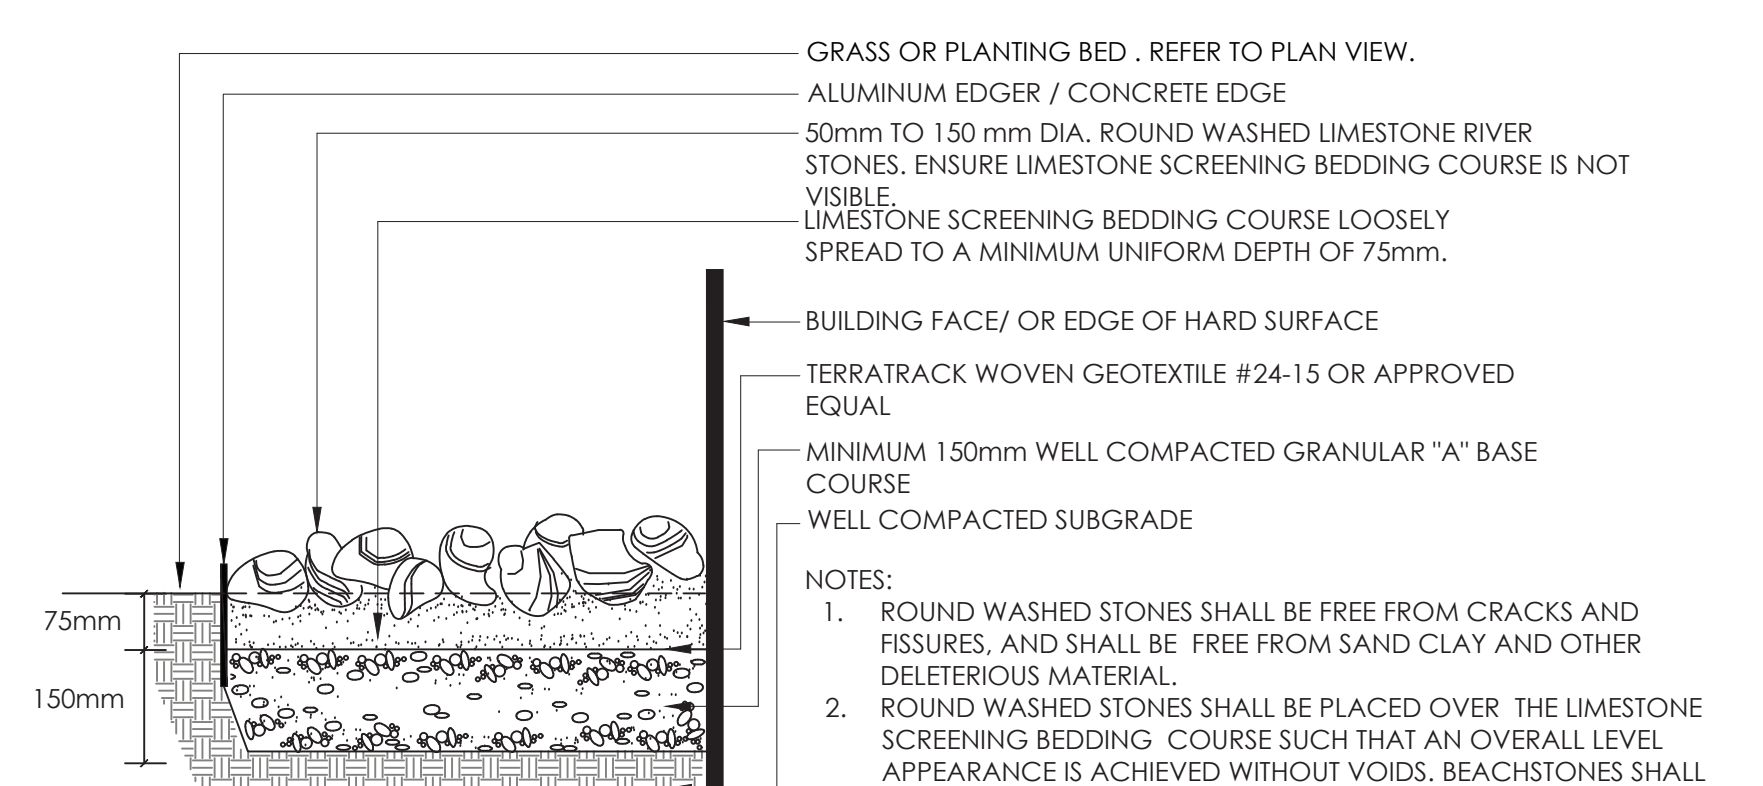 GRASS OR PLANTING BED . REFER TO PLAN VIEW.
ALUMINUM EDGER / CONCRETE EDGE
50mm TO 150 mm DIA. ROUND WASHED LIMESTONE RIVER
STONES. ENSURE LIMESTONE SCREENING BEDDING COURSE IS NOT
VISIBLE.
LIMESTONE SCREENING BEDDING COURSE LOOSELY
SPREAD TO A MINIMUM UNIFORM DEPTH OF 75mm.
BUILDING FACE/ OR EDGE OF HARD SURFACE
TERRATRACK WOVEN GEOTEXTILE #24-15 OR APPROVED
EQUAL
MINIMUM 150mm WELL COMPACTED GRANULAR "A" BASE
COURSE
WELL COMPACTED SUBGRADE
75mm
150mm
NOTES:
1. ROUND WASHED STONES SHALL BE FREE FROM CRACKS AND
FISSURES, AND SHALL BE FREE FROM SAND CLAY AND OTHER
DELETERIOUS MATERIAL.
2. ROUND WASHED STONES SHALL BE PLACED OVER THE LIMESTONE
SCREENING BEDDING COURSE SUCH THAT AN OVERALL LEVEL
APPEARANCE IS ACHIEVED WITHOUT VOIDS. BEACHSTONES SHALL